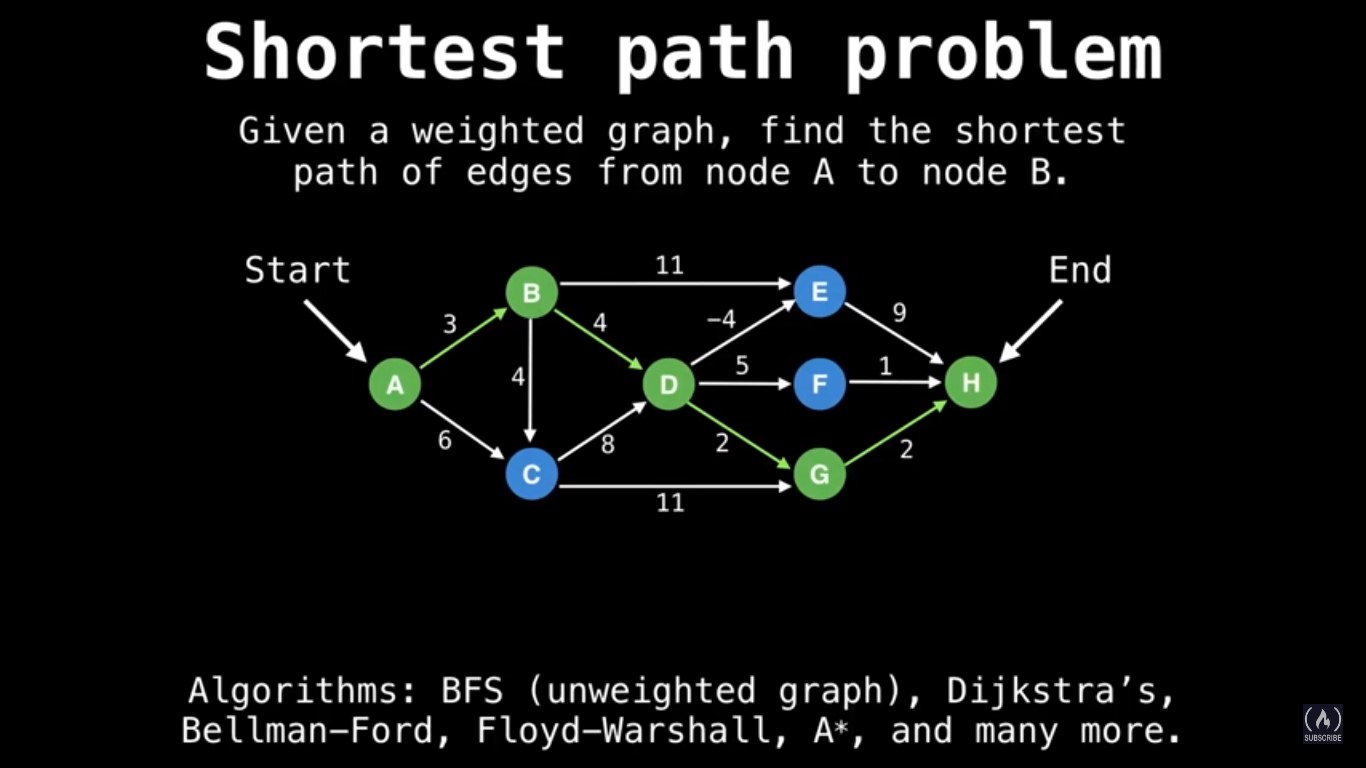 Shortest path problem
Given a weighted graph, find the shortest
path of edges from node A to node B.
Start
End
11
B
E
3
4
−4
9
4
5
1
A
D
F
H
6
8
2
2
C
G
11
Algorithms: BFS (unweighted graph), Dijkstra’s,
Bellman−Ford, Floyd−Warshall, A*, and many more.
SUBSCRIBE